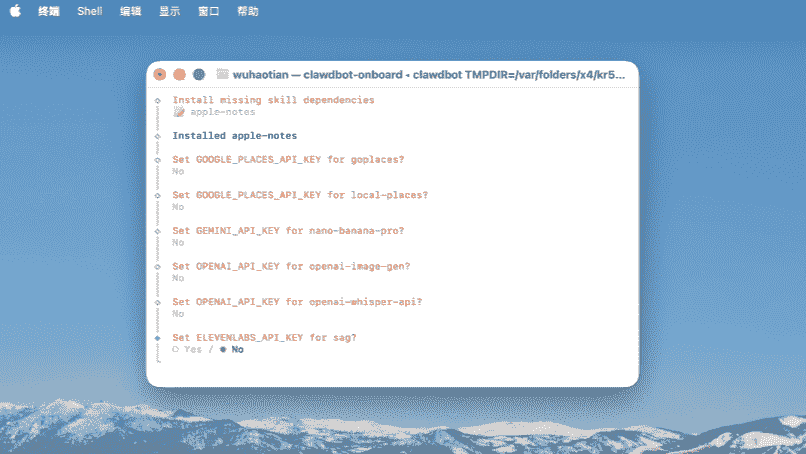 终端 Shell 编辑 显示 窗口 帮助
wuhaotian — clawdbot-onboard • clawdbot TMPDIR=/var/folders/x4/kr5...
Install missing skill dependencies
apple-notes
Installed apple-notes
Set GOOGLE_PLACES_API_KEY for goplaces?
No
Set GOOGLE_PLACES_API_KEY for local-places?
No
Set GEMINI_API_KEY for nano-banana-pro?
No
Set OPENAI_API_KEY for openai-image-gen?
No
Set OPENAI_API_KEY for openai-whisper-api?
No
Set ELEVENLABS_API_KEY for sag?
Yes / No